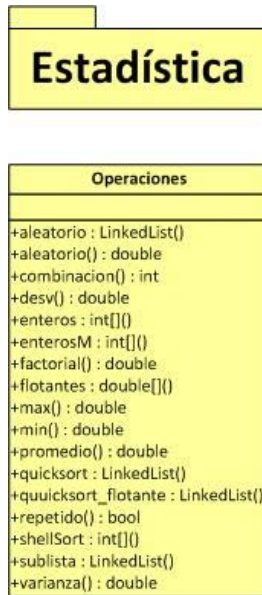 Estadística
Operaciones
+aleatorio : LinkedList()
+aleatorio() : double
+combinacion() : int
+desv() : double
+enteros : int[]()
+enterosM : int[]()
+factorial() : double
+flotantes : double[]()
+max() : double
+min() : double
+promedio() : double
+quicksort : LinkedList()
+quuicksort_flotante : LinkedList()
+repetido() : bool
+shellSort : int[]()
+sublista : LinkedList()
+varianza() : double